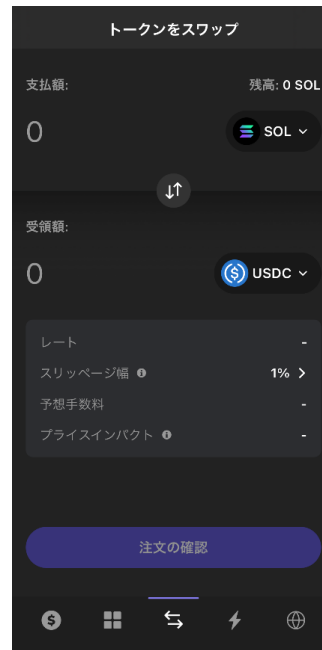 トークンをスワップ
支払額:
残高: 0 SOL
0
SOL
受領額:
0
USDC
レート -
スリッページ幅 1%
予想手数料 -
プライスインパクト -
注文の確認